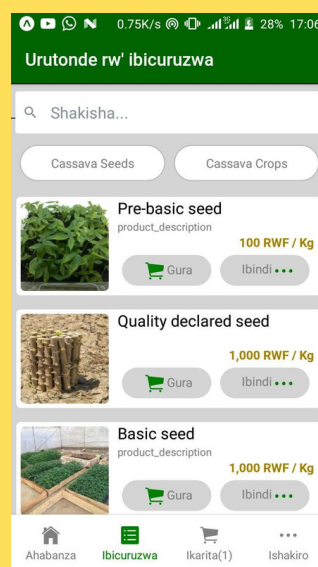 0.75K/s 3G 28% 17:06
Urutonde rw' ibicuruzwa
Shakisha...
Cassava Seeds
Cassava Crops
Pre-basic seed
product_description
100 RWF / Kg
Gura
Ibindi
Quality declared seed
1,000 RWF / Kg
Gura
Ibindi
Basic seed
product_description
1,000 RWF / Kg
Gura
Ibindi
Ahabanza
Ibicuruzwa
Ikarita(1)
Ishakiro